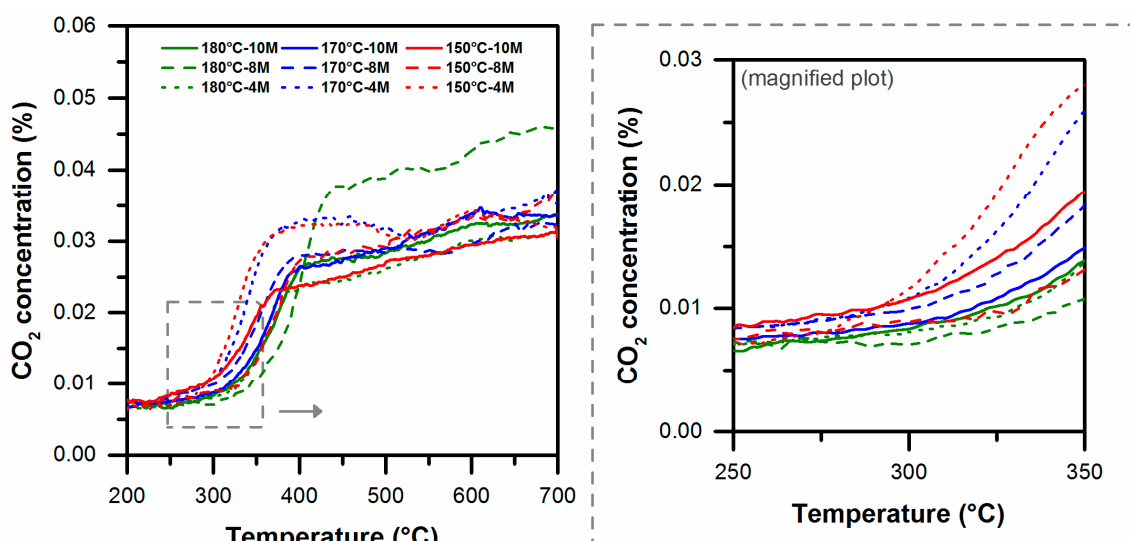 0.06
0.05
0.04
0.03
0.02
0.01
0.00
CO2 concentration (%)
180°C-10M 170°C-10M 150°C-10M
180°C-8M 170°C-8M 150°C-8M
180°C-4M 170°C-4M 150°C-4M
200 300 400 500 600 700
Temperature (°C)
(magnified plot)
0.03
0.02
0.01
0.00
CO2 concentration (%)
250 300 350
Temperature (°C)